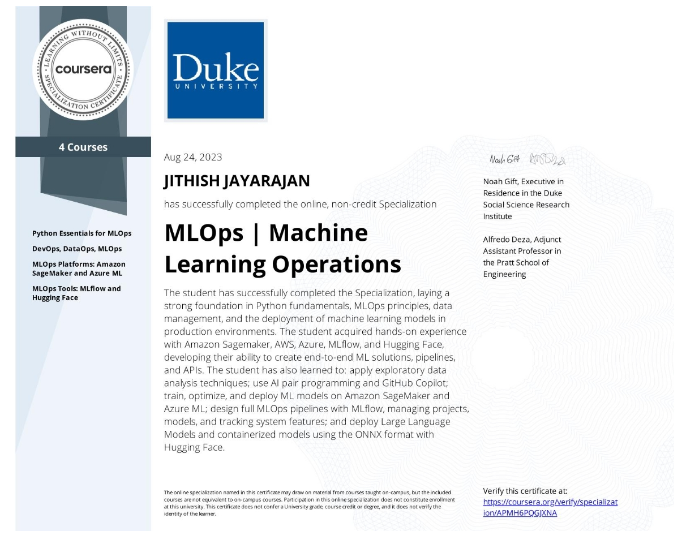 LEARNING WITHOUT LIMITS
coursera
SPECIALIZATION CERTIFICATE
4 Courses
Python Essentials for MLOps
DevOps, DataOps, MLOps
MLOps Platforms: Amazon
SageMaker and Azure ML
MLOps Tools: MLflow and
Hugging Face
Duke
UNIVERSITY
Aug 24, 2023
JITHISH JAYARAJAN
has successfully completed the online, non-credit Specialization
MLOps | Machine
Learning Operations
The student has successfully completed the Specialization, laying a
strong foundation in Python fundamentals, MLOps principles, data
management, and the deployment of machine learning models in
production environments. The student acquired hands-on experience
with Amazon Sagemaker, AWS, Azure, MLflow, and Hugging Face,
developing their ability to create end-to-end ML solutions, pipelines,
and APIs. The student has also learned to: apply exploratory data
analysis techniques; use AI pair programming and GitHub Copilot;
train, optimize, and deploy ML models on Amazon SageMaker and
Azure ML; design full MLOps pipelines with MLflow, managing projects,
models, and tracking system features; and deploy Large Language
Models and containerized models using the ONNX format with
Hugging Face.
Noah Gift
Noah Gift, Executive in
Residence in the Duke
Social Science Research
Institute
Alfredo Deza, Adjunct
Assistant Professor in
the Pratt School of
Engineering
The online specialization named in this certificate may draw on material from courses taught on-campus, but the included
courses are not equivalent to on-campus courses. Participation in this online specialization does not constitute enrollment
at this university. This certificate does not confer a University grade, course credit or degree, and it does not verify the
identity of the learner.
Verify this certificate at:
https://coursera.org/verify/specializat
ion/APMH6PQGJXNA